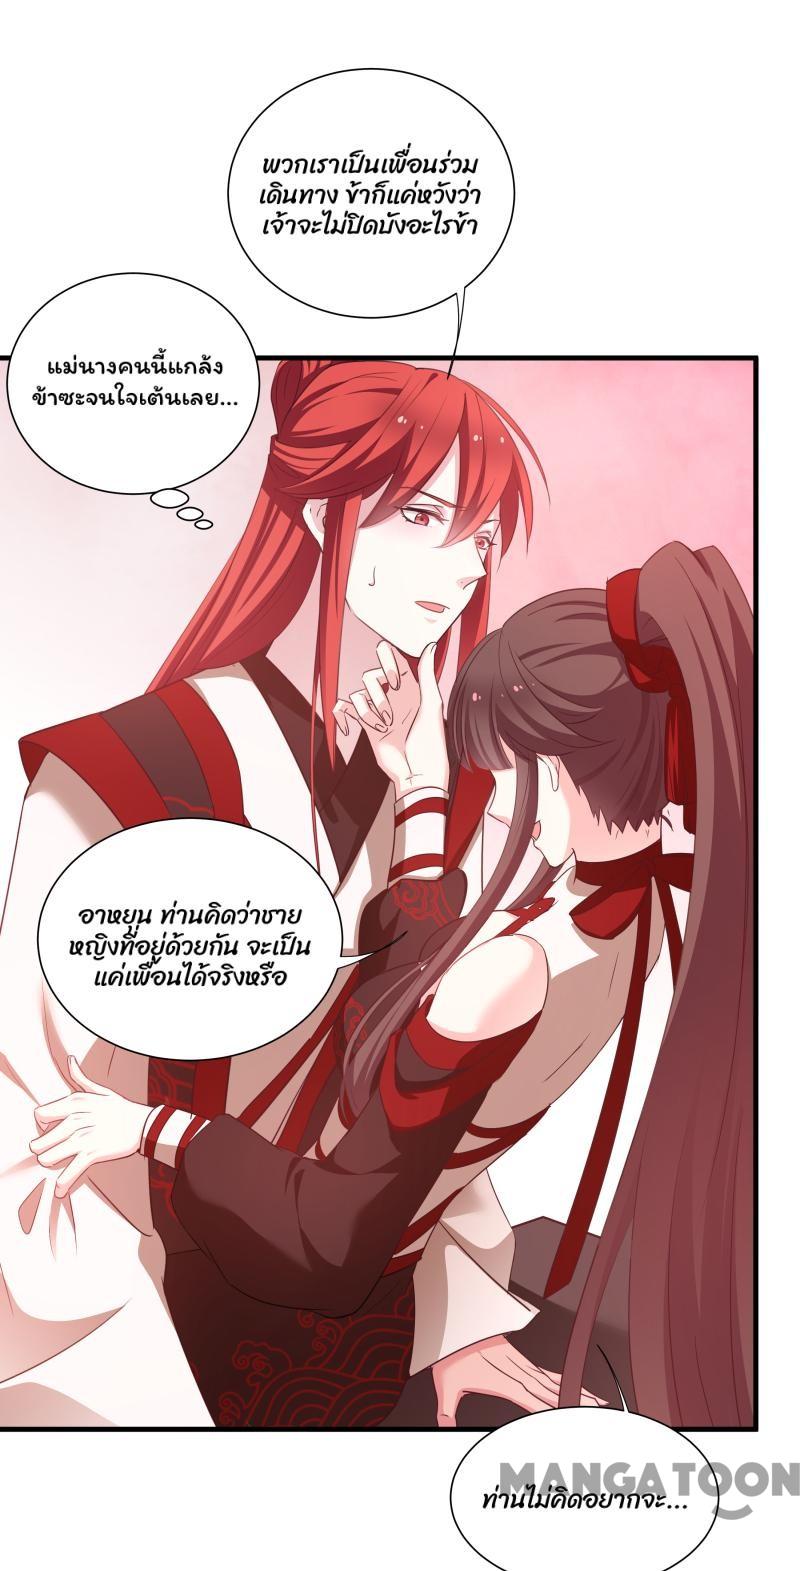 พวกเราเป็นเพื่อนร่วม
เดินทาง ข้าก็แค่หวังว่า
เจ้าจะไม่ปิดบังอะไรข้า
แม่นางคนนี้แกล้ง
ข้าซะจนใจเต้นเลย...
อาหยุน ท่านคิดว่าชาย
หญิงที่อยู่ด้วยกัน จะเป็น
แค่เพื่อนได้จริงหรือ
MANGATOON
ท่านไม่คิดอยากจะ...